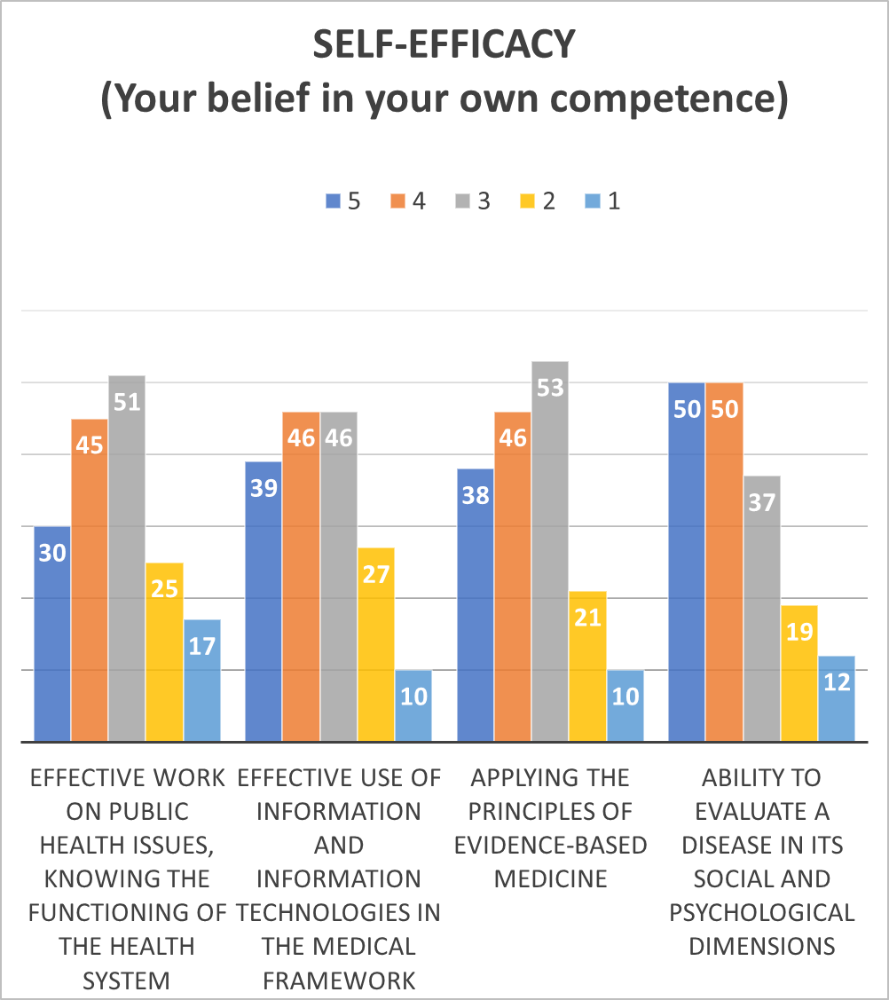 SELF-EFFICACY
(Your belief in your own competence)
5 4 3 2 1
30 45 51 25 17
39 46 46 27 10
38 46 53 21 10
50 50 37 19 12
EFFECTIVE WORK
ON PUBLIC
HEALTH ISSUES,
KNOWING THE
FUNCTIONING OF
THE HEALTH
SYSTEM
EFFECTIVE USE OF
INFORMATION
AND
INFORMATION
TECHNOLOGIES IN
THE MEDICAL
FRAMEWORK
APPLYING THE
PRINCIPLES OF
EVIDENCE-BASED
MEDICINE
ABILITY TO
EVALUATE A
DISEASE IN ITS
SOCIAL AND
PSYCHOLOGICAL
DIMENSIONS